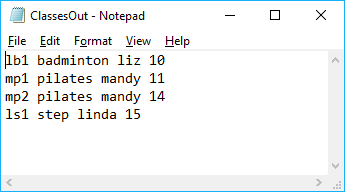 ClassesOut - Notepad
File Edit Format View Help
lb1 badminton liz 10
mp1 pilates mandy 11
mp2 pilates mandy 14
ls1 step linda 15